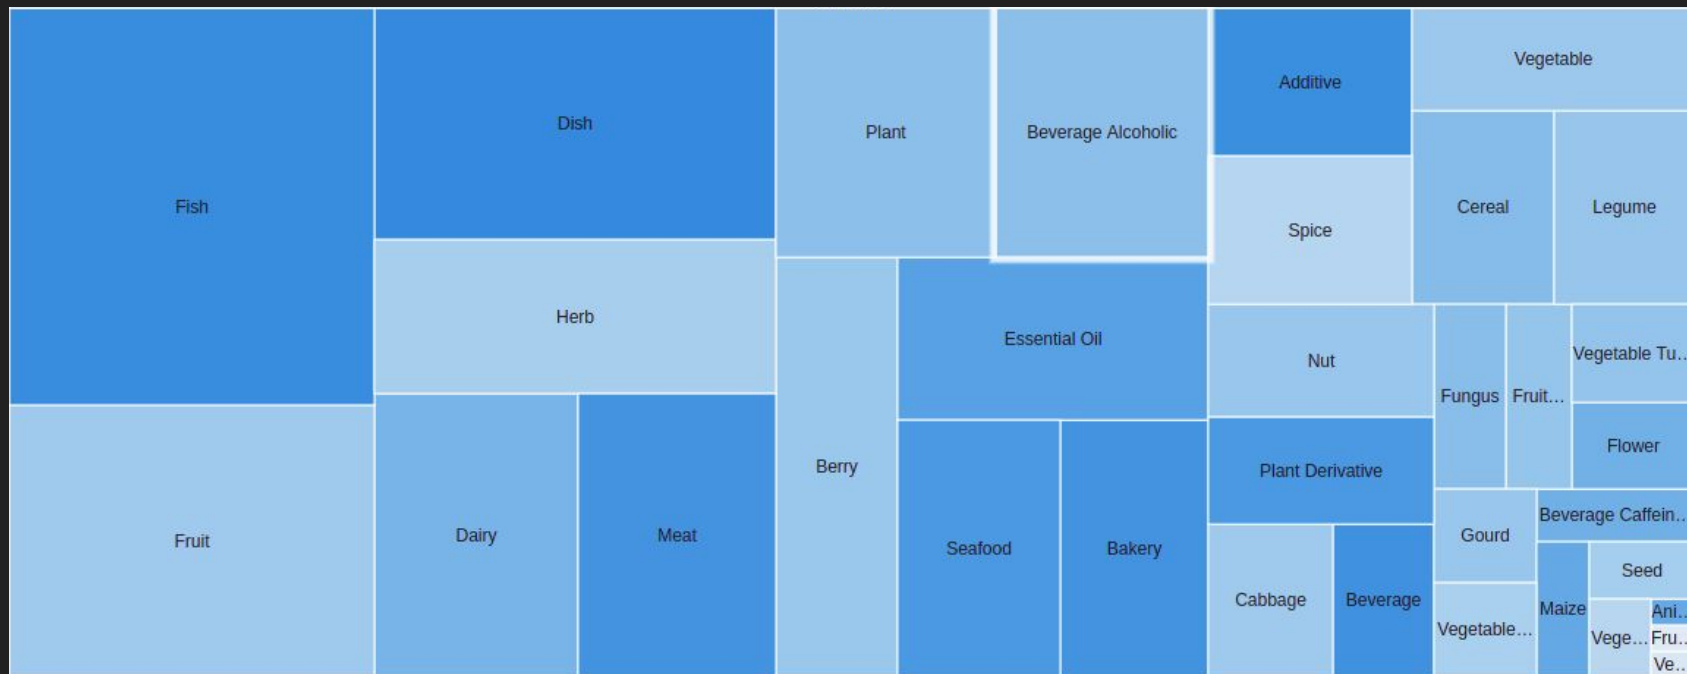 Fish
Fruit
Dish
Herb
Dairy
Meat
Plant
Beverage Alcoholic
Berry
Essential Oil
Seafood
Bakery
Additive
Spice
Vegetable
Cereal
Legume
Nut
Plant Derivative
Cabbage
Beverage
Fungus
Fruit...
Vegetable Tu...
Flower
Gourd
Vegetable...
Beverage Caffein...
Maize
Seed
Vege...
Ani...
Fru...
Ve...